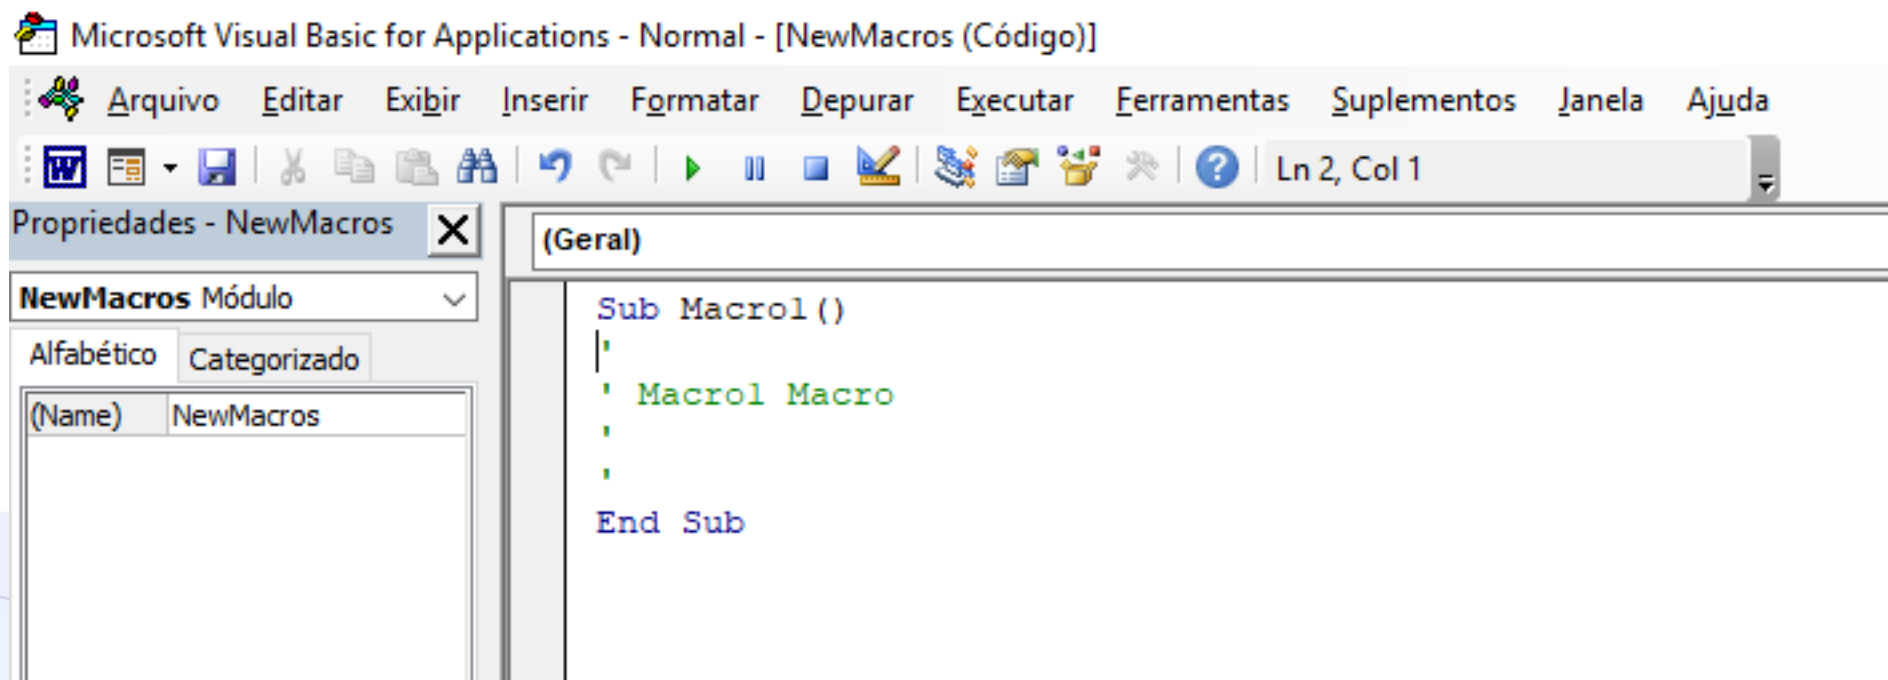 Microsoft Visual Basic for Applications - Normal - [NewMacros (Código)]
Arquivo Editar Exibir Inserir Formatar Depurar Executar Ferramentas Suplementos Janela Ajuda
W Ln 2, Col 1
Propriedades - NewMacros
(Geral)
NewMacros Módulo
Alfabético Categorizado
(Name) NewMacros
Sub Macro1()
'
' Macro1 Macro
'
'
End Sub